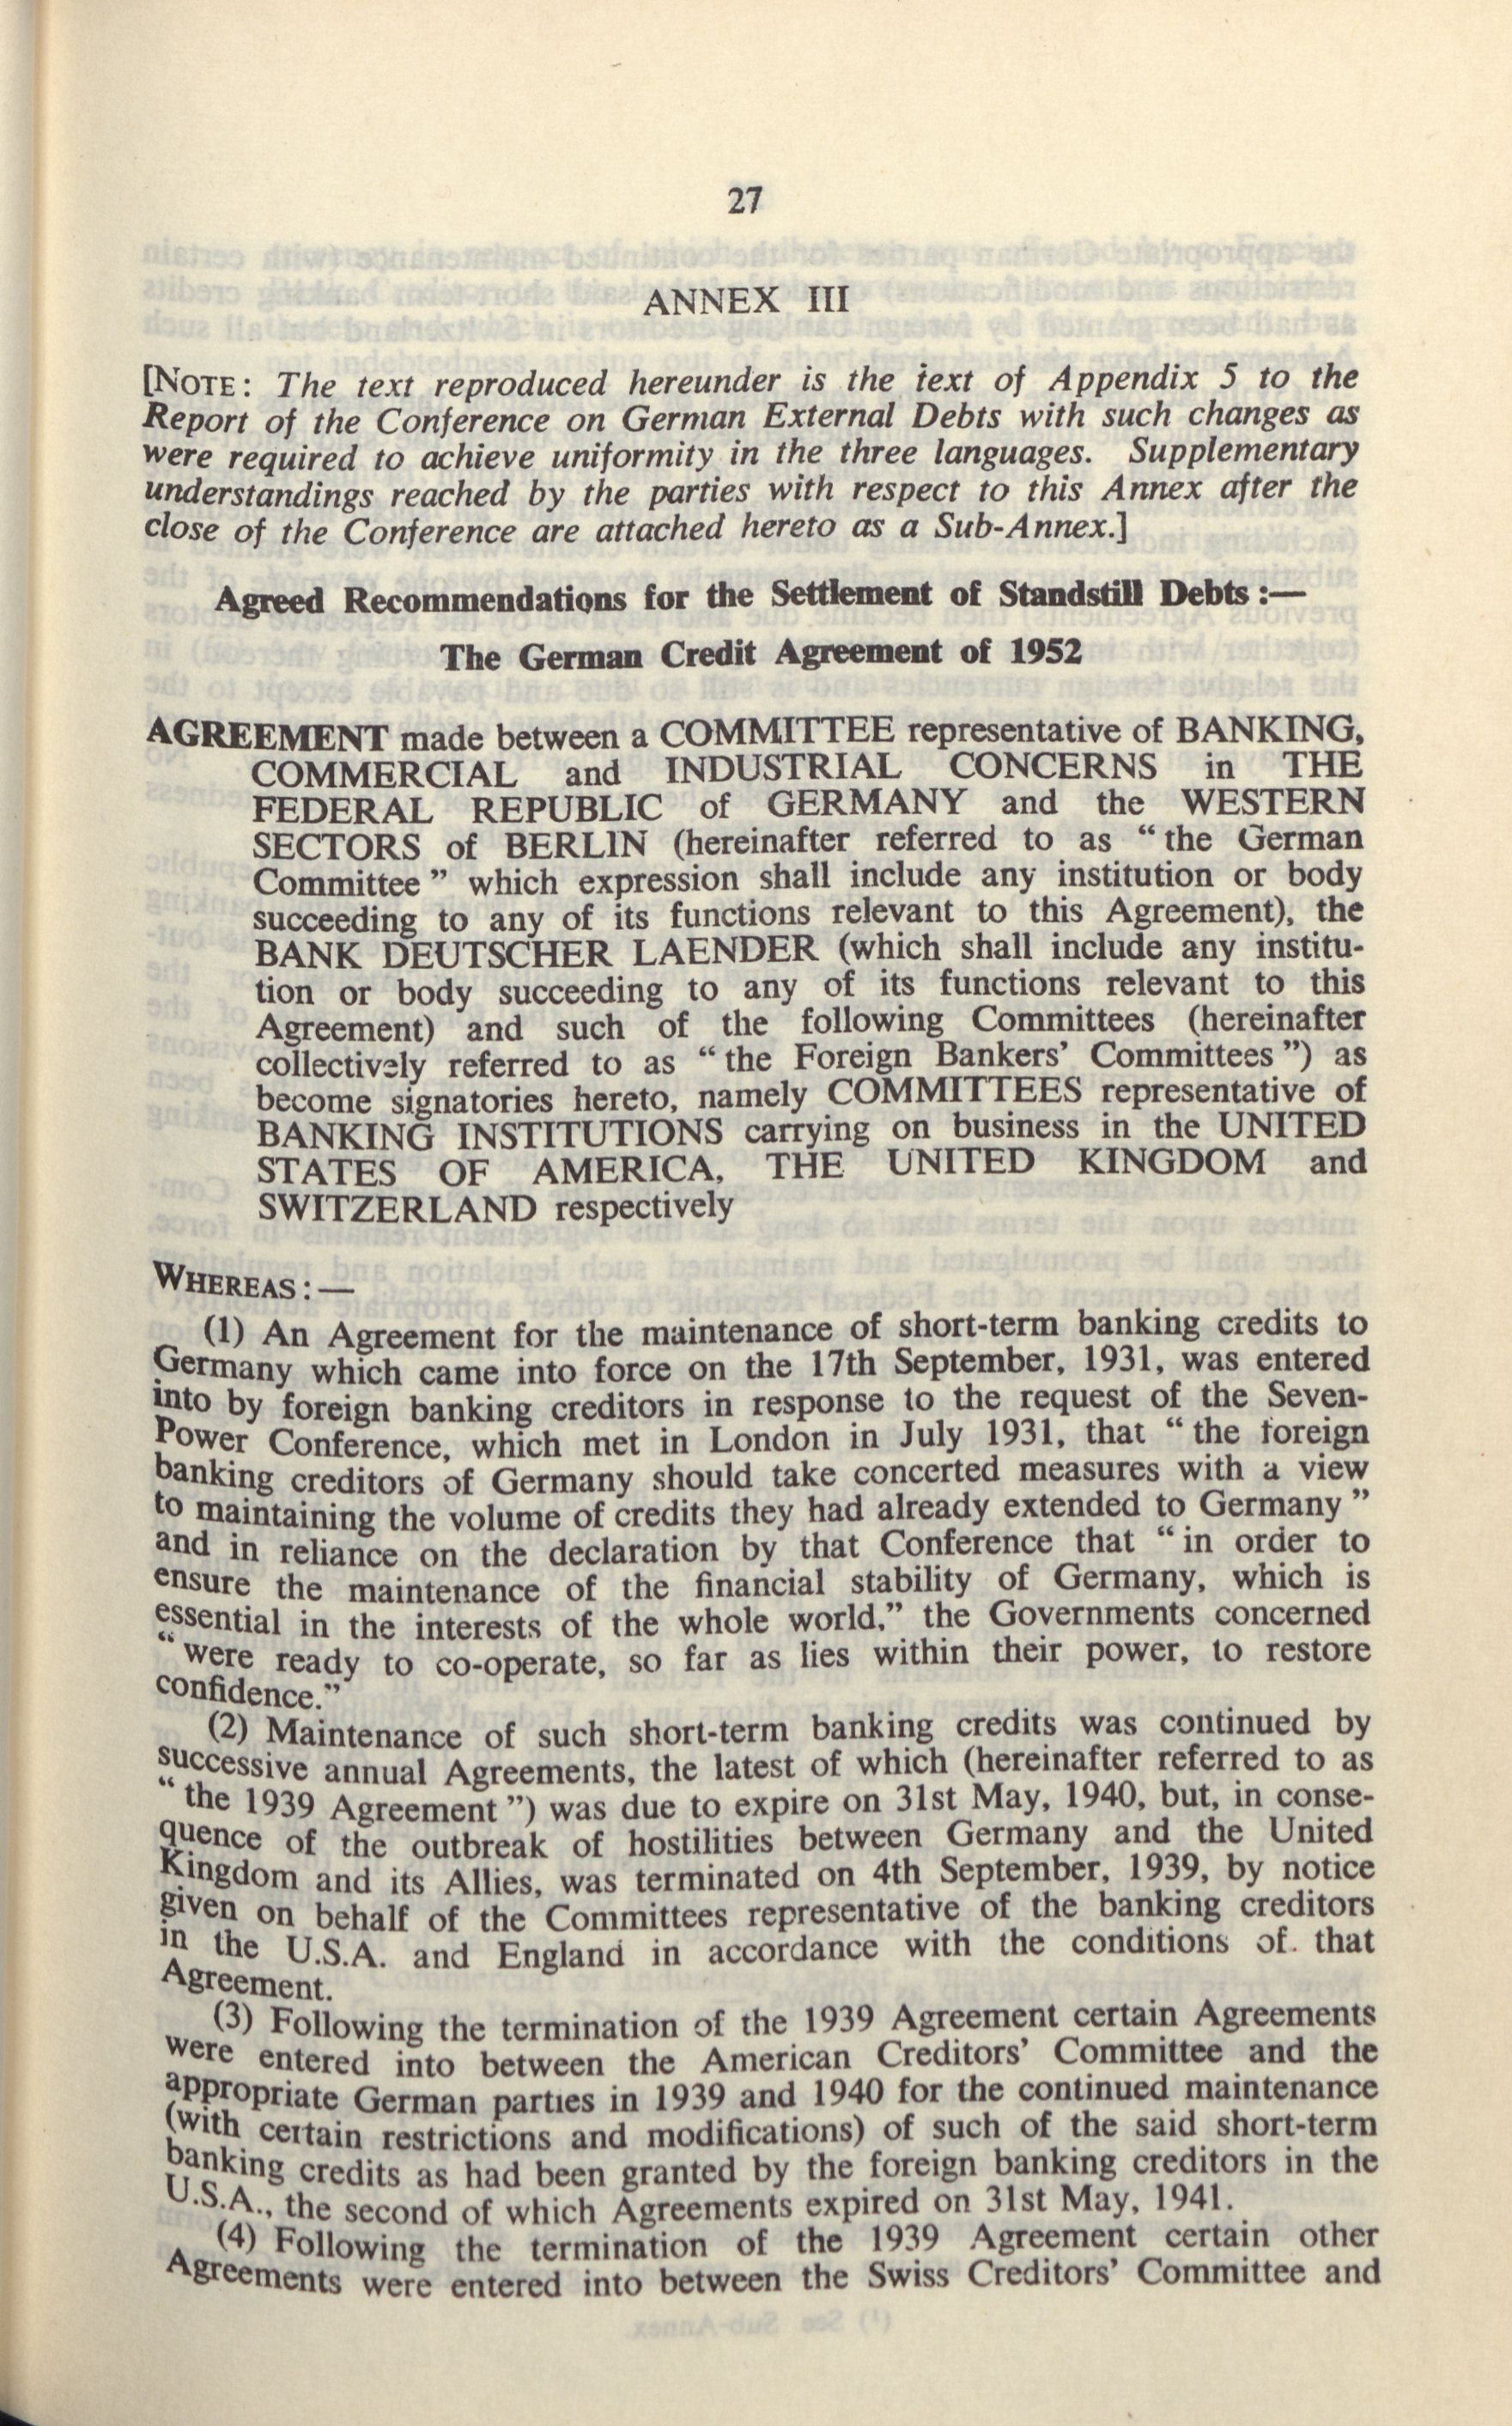 27
ANNEX III
[NOTE: The text reproduced hereunder is the text of Appendix 5 to the
Report of the Conference on German External Debts with such changes as
were required to achieve uniformity in the three languages. Supplementary
understandings reached by the parties with respect to this Annex after the
close of the Conference are attached hereto as a Sub-Annex.]
Agreed Recommendations for the Settlement of Standstill Debts :—
The German Credit Agreement of 1952
AGREEMENT made between a COMMITTEE representative of BANKING,
COMMERCIAL and INDUSTRIAL CONCERNS in THE
FEDERAL REPUBLIC of GERMANY and the WESTERN
SECTORS of BERLIN (hereinafter referred to as “ the German
Committee ” which expression shall include any institution or body
succeeding to any of its functions relevant to this Agreement), the
BANK DEUTSCHER LAENDER (which shall include any institu-
tion or body succeeding to any of its functions relevant to this
Agreement) and such of the following Committees (hereinafter
collectively referred to as “ the Foreign Bankers’ Committees ”) as
become signatories hereto, namely COMMITTEES representative of
BANKING INSTITUTIONS carrying on business in the UNITED
STATES OF AMERICA, THE UNITED KINGDOM and
SWITZERLAND respectively
WHEREAS : —
(1) An Agreement for the maintenance of short-term banking credits to
Germany which came into force on the 17th September, 1931, was entered
into by foreign banking creditors in response to the request of the Seven-
Power Conference, which met in London in July 1931, that “ the foreign
banking creditors of Germany should take concerted measures with a view
to maintaining the volume of credits they had already extended to Germany ”
and in reliance on the declaration by that Conference that “ in order to
ensure the maintenance of the financial stability of Germany, which is
essential in the interests of the whole world,” the Governments concerned
“ were ready to co-operate, so far as lies within their power, to restore
confidence.”
(2) Maintenance of such short-term banking credits was continued by
successive annual Agreements, the latest of which (hereinafter referred to as
“ the 1939 Agreement ”) was due to expire on 31st May, 1940, but, in conse-
quence of the outbreak of hostilities between Germany and the United
Kingdom and its Allies, was terminated on 4th September, 1939, by notice
given on behalf of the Committees representative of the banking creditors
in the U.S.A. and England in accordance with the conditions of. that
Agreement.
(3) Following the termination of the 1939 Agreement certain Agreements
were entered into between the American Creditors’ Committee and the
appropriate German parties in 1939 and 1940 for the continued maintenance
(with certain restrictions and modifications) of such of the said short-term
banking credits as had been granted by the foreign banking creditors in the
U.S.A., the second of which Agreements expired on 31st May, 1941.
(4) Following the termination of the 1939 Agreement certain other
Agreements were entered into between the Swiss Creditors’ Committee and